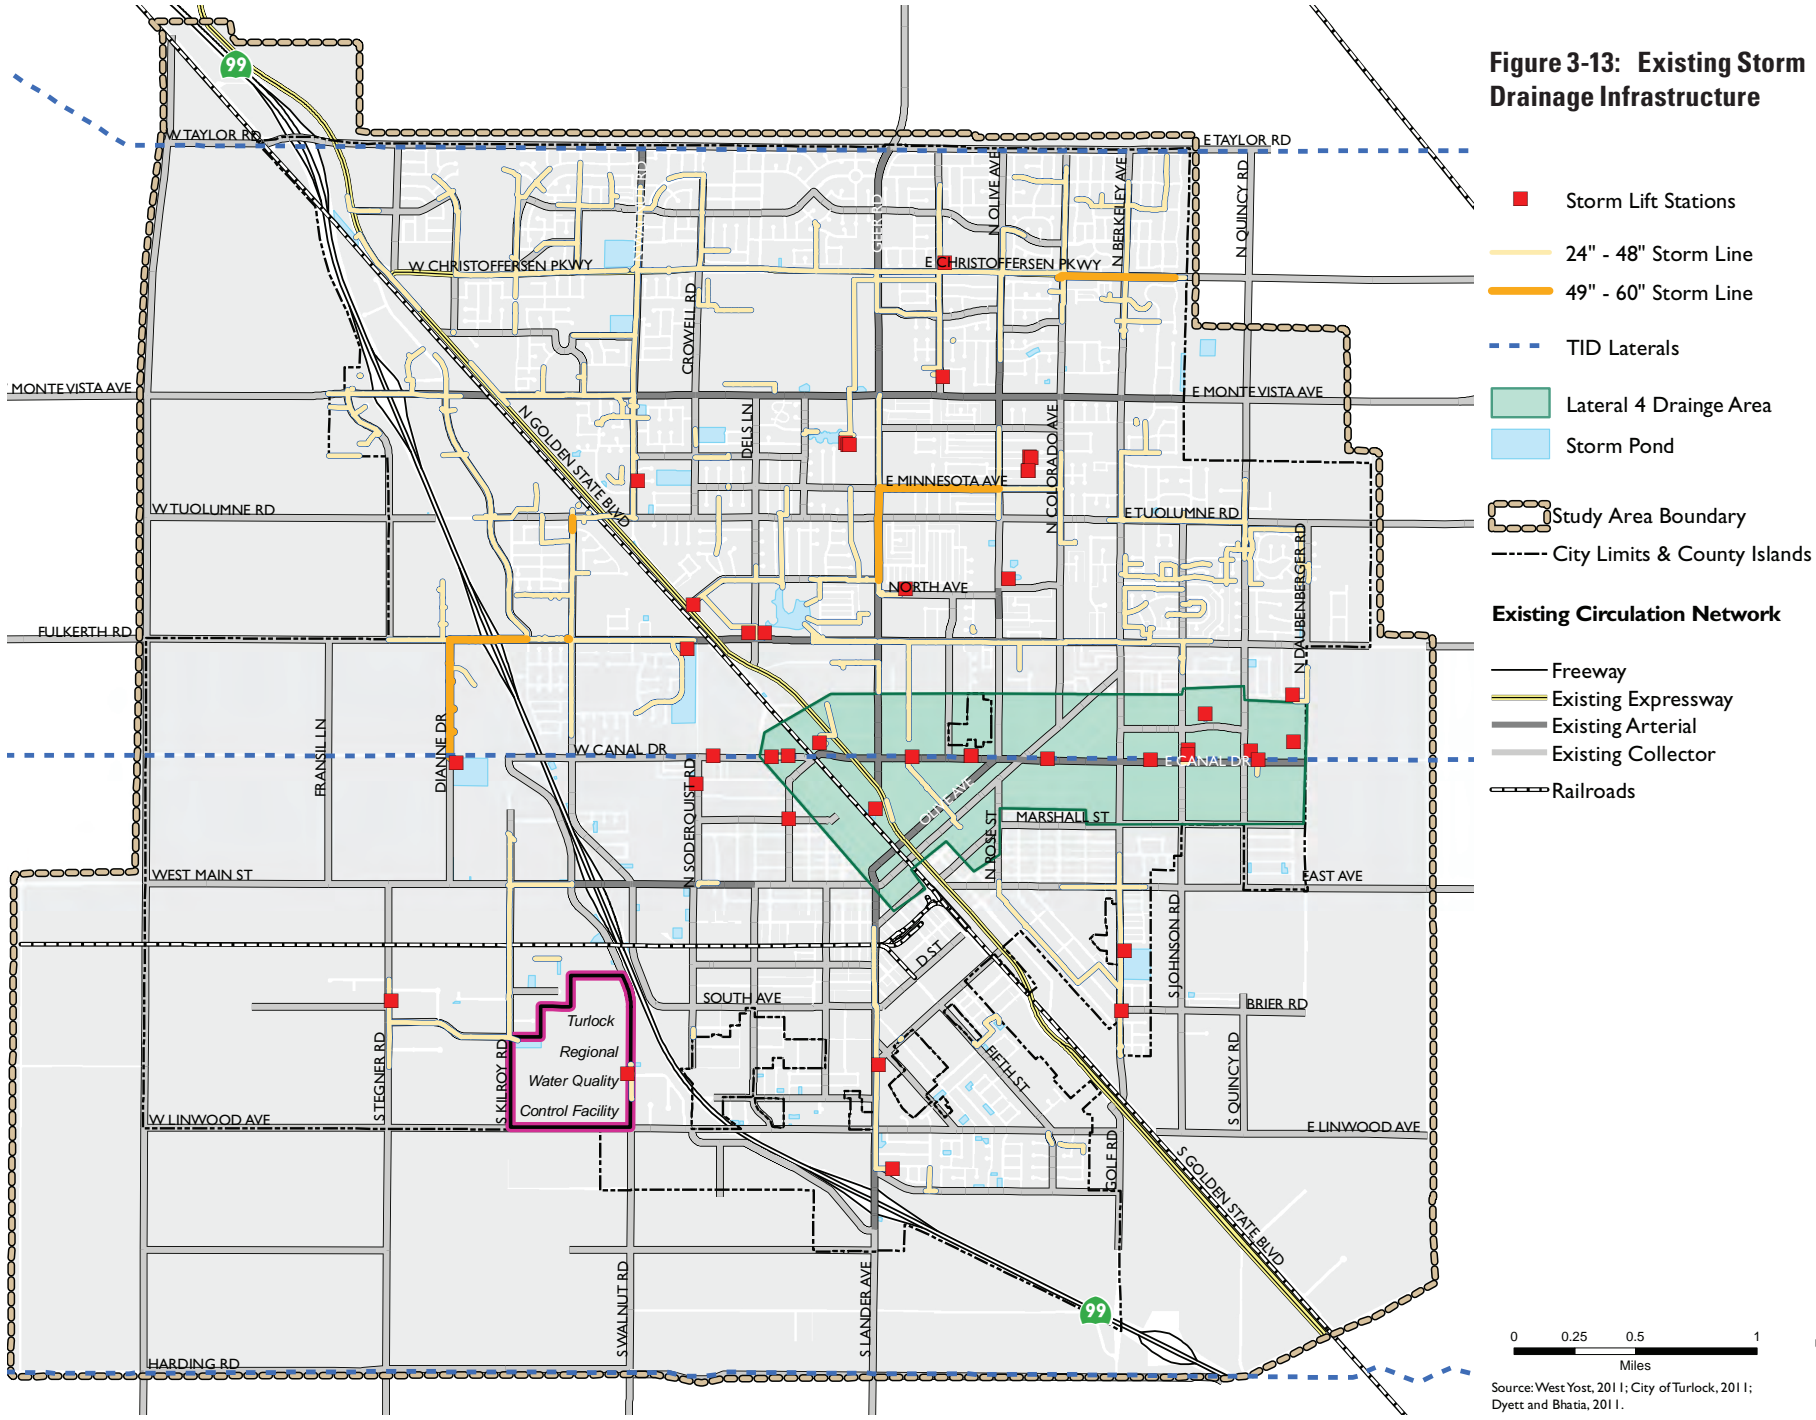 Figure 3-13: Existing Storm
Drainage Infrastructure
Storm Lift Stations
24" - 48" Storm Line
49" - 60" Storm Line
TID Laterals
Lateral 4 Drainge Area
Storm Pond
Study Area Boundary
City Limits & County Islands
Existing Circulation Network
Freeway
Existing Expressway
Existing Arterial
Existing Collector
Railroads
0 0.25 0.5 1
Miles
Source: West Yost, 2011; City of Turlock, 2011;
Dyett and Bhatia, 2011.
99
W TAYLOR RD
E TAYLOR RD
N OLIVE AVE
N BERKELEY AVE
N QUINCY RD
GEER RD
W CHRISTOFFERSEN PKWY
E CHRISTOFFERSEN PKWY
CROWELL RD
MONTE VISTA AVE
E MONTE VISTA AVE
N GOLDEN STATE BLVD
DELS LN
N COLORADO AVE
E MINNESOTA AVE
W TUOLUMNE RD
E TUOLUMNE RD
N DAUBENBERGER RD
NORTH AVE
FULKERTH RD
FRANSIL LN
DIANNE DR
W CANAL DR
E CANAL DR
N SODERQUIST RD
OLIVE AVE
N ROSE ST
MARSHALL ST
WEST MAIN ST
EAST AVE
D ST
S JOHNSON RD
SOUTH AVE
BRIER RD
Turlock
Regional
Water Quality
Control Facility
S TEGNER RD
S KILROY RD
FIFTH ST
S QUINCY RD
W LINWOOD AVE
E LINWOOD AVE
GOLF RD
S GOLDEN STATE BLVD
S WALNUT RD
S LANDER AVE
99
HARDING RD